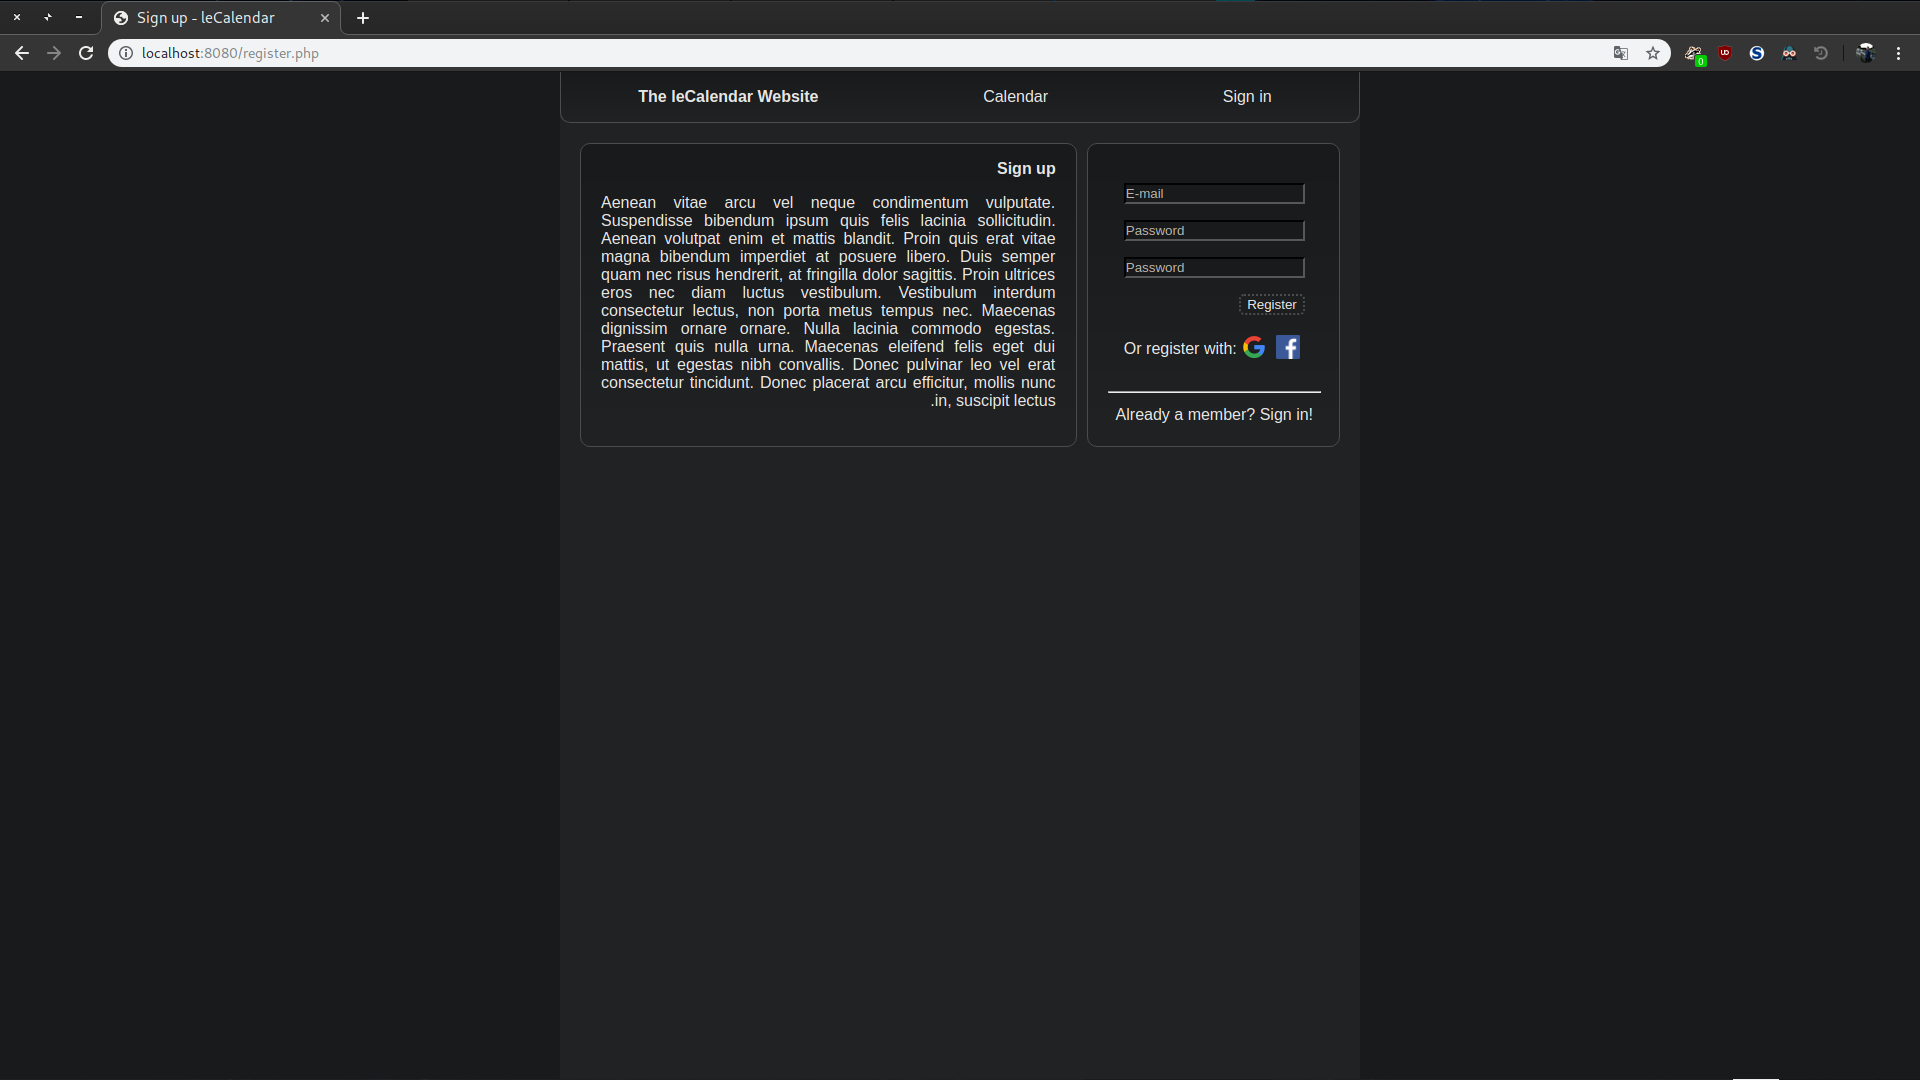 Sign up - leCalendar
localhost:8080/register.php
0
The leCalendar Website
Calendar
Sign in
Sign up
Aenean vitae arcu vel neque condimentum vulputate.
Suspendisse bibendum ipsum quis felis lacinia sollicitudin.
Aenean volutpat enim et mattis blandit. Proin quis erat vitae
magna bibendum imperdiet at posuere libero. Duis semper
quam nec risus hendrerit, at fringilla dolor sagittis. Proin ultrices
eros nec diam luctus vestibulum. Vestibulum interdum
consectetur lectus, non porta metus tempus nec. Maecenas
dignissim ornare ornare. Nulla lacinia commodo egestas.
Praesent quis nulla urna. Maecenas eleifend felis eget dui
mattis, ut egestas nibh convallis. Donec pulvinar leo vel erat
consectetur tincidunt. Donec placerat arcu efficitur, mollis nunc
.in, suscipit lectus
E-mail
Password
Password
Register
Or register with:
Already a member? Sign in!